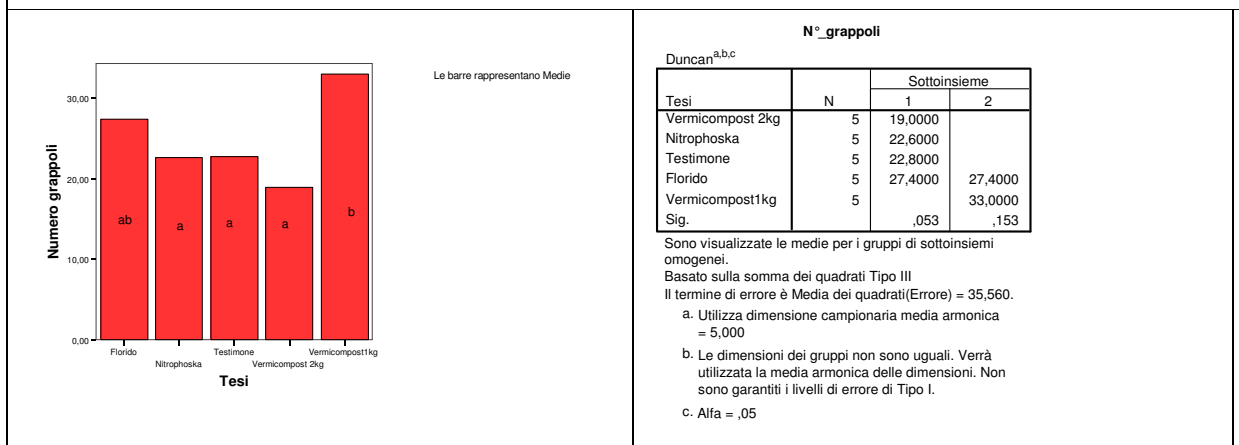 Le barre rappresentano Medie
30,00
20,00
10,00
0,00
Numero grappoli
ab
a
a
a
b
Florido
Nitrophoska
Testimone
Vermicompost 2kg
Vermicompost1kg
Tesi
N°_grappoli
Duncan a,b,c
Sottoinsieme
Tesi N 1 2
Vermicompost 2kg 5 19,0000
Nitrophoska 5 22,6000
Testimone 5 22,8000
Florido 5 27,4000 27,4000
Vermicompost1kg 5 33,0000
Sig. ,053 ,153
Sono visualizzate le medie per i gruppi di sottoinsiemi
omogenei.
Basato sulla somma dei quadrati Tipo III
Il termine di errore è Media dei quadrati(Errore) = 35,560.
a. Utilizza dimensione campionaria media armonica
= 5,000
b. Le dimensioni dei gruppi non sono uguali. Verrà
utilizzata la media armonica delle dimensioni. Non
sono garantiti i livelli di errore di Tipo I.
c. Alfa = ,05